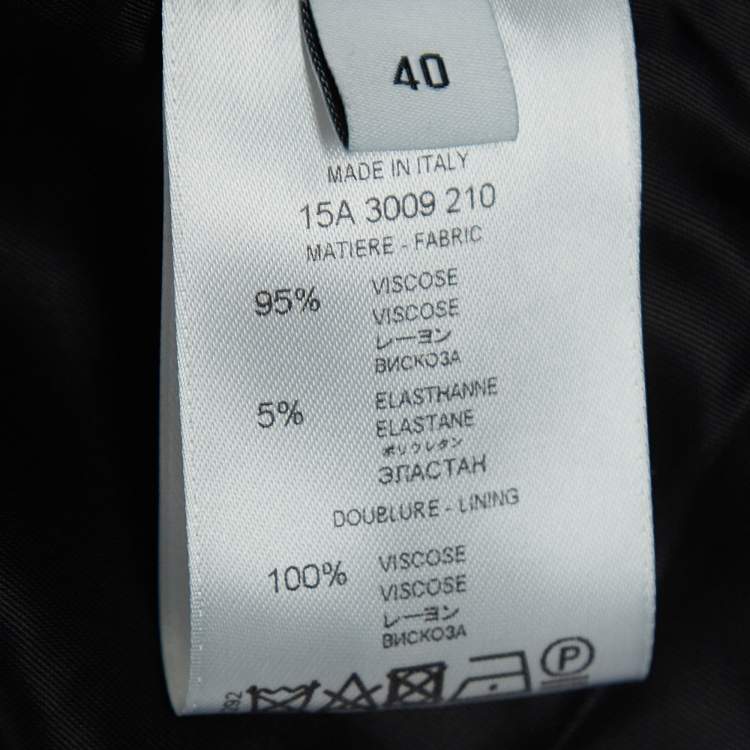 40
MADE IN ITALY
15A 3009 210
MATIERE - FABRIC
95% VISCOSE
VISCOSE
レーヨン
ВИСКОЗА
5% ELASTHANNE
ELASTANE
ポリウレタン
ЭЛАСТАН
DOUBLURE - LINING
100% VISCOSE
VISCOSE
レーヨン
ВИСКОЗА
P